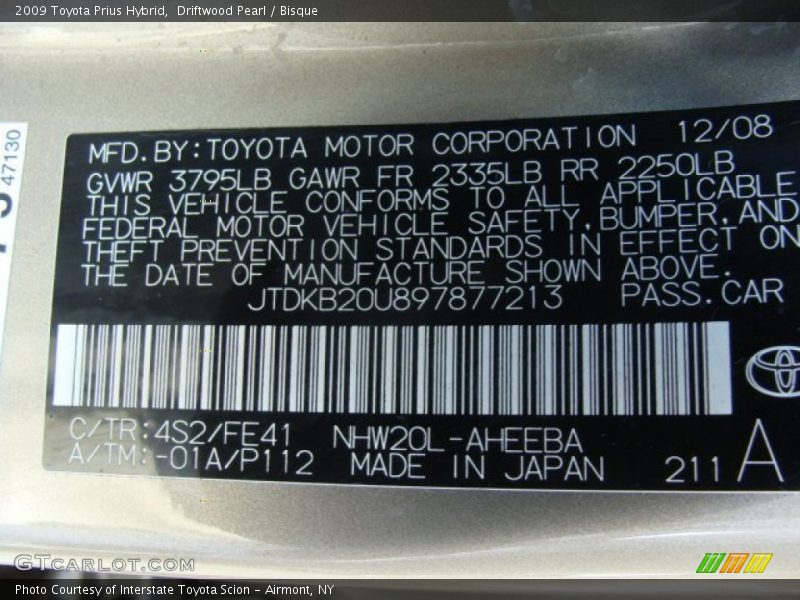 2009 Toyota Prius Hybrid, Driftwood Pearl / Bisque
47130
MFD.BY:TOYOTA MOTOR CORPORATION 12/08
GVWR 3795LB GAWR FR 2335LB RR 2250LB
THIS VEHICLE CONFORMS TO ALL APPLICABLE
FEDERAL MOTOR VEHICLE SAFETY,BUMPER,AND
THEFT PREVENTION STANDARDS IN EFFECT ON
THE DATE OF MANUFACTURE SHOWN ABOVE.
JTDKB20U897877213 PASS.CAR
C/TR:4S2/FE41 NHW20L-AHEEBA
A/TM:-01A/P112 MADE IN JAPAN 211 A
GTCARLOT.COM
Photo Courtesy of Interstate Toyota Scion - Airmont, NY